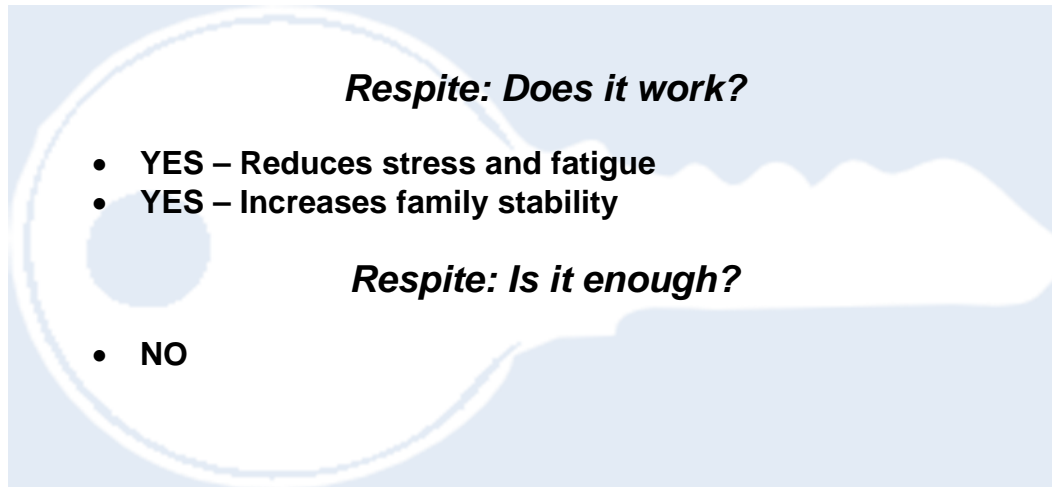 Respite: Does it work?
• YES – Reduces stress and fatigue
• YES – Increases family stability
Respite: Is it enough?
• NO